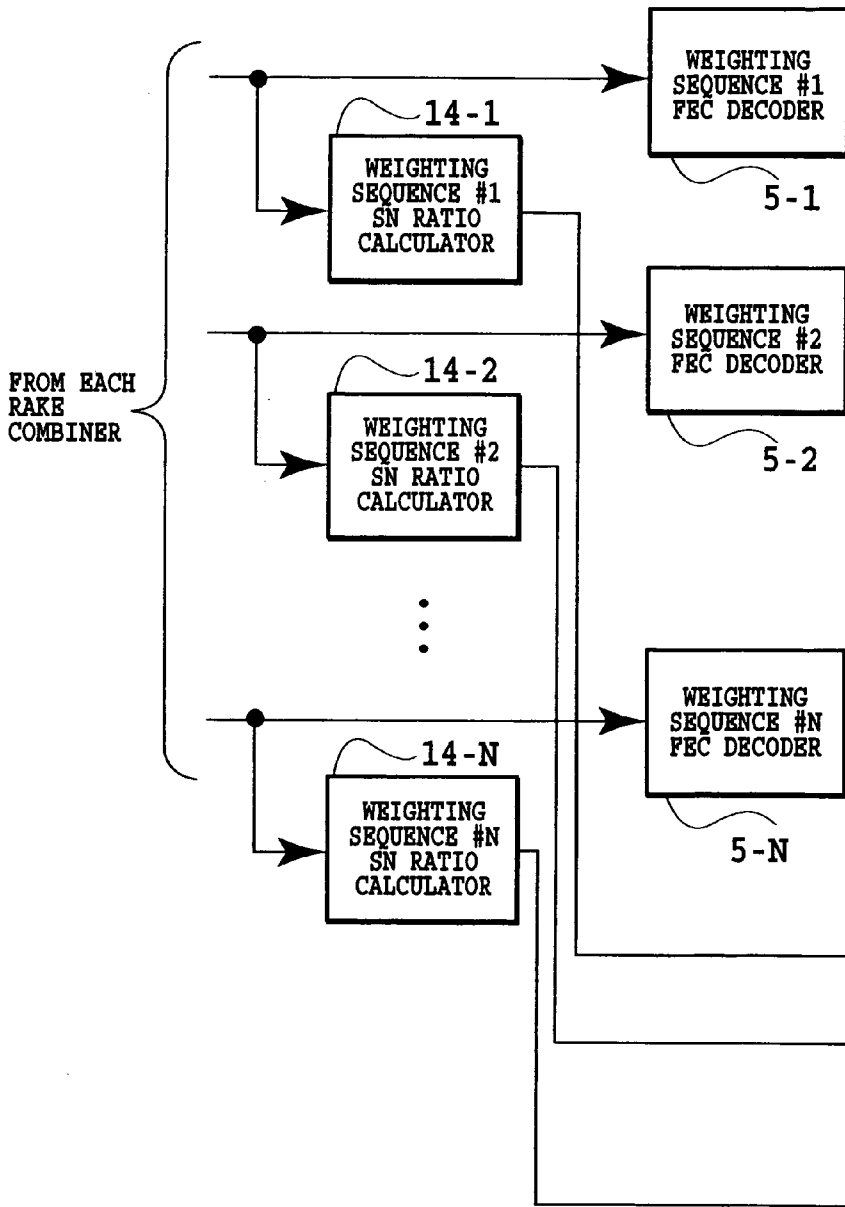 WEIGHTING
SEQUENCE #1
FEC DECODER
5-1
14-1
WEIGHTING
SEQUENCE #1
SN RATIO
CALCULATOR
WEIGHTING
SEQUENCE #2
FEC DECODER
5-2
FROM EACH
RAKE
COMBINER
14-2
WEIGHTING
SEQUENCE #2
SN RATIO
CALCULATOR
WEIGHTING
SEQUENCE #N
FEC DECODER
5-N
14-N
WEIGHTING
SEQUENCE #N
SN RATIO
CALCULATOR